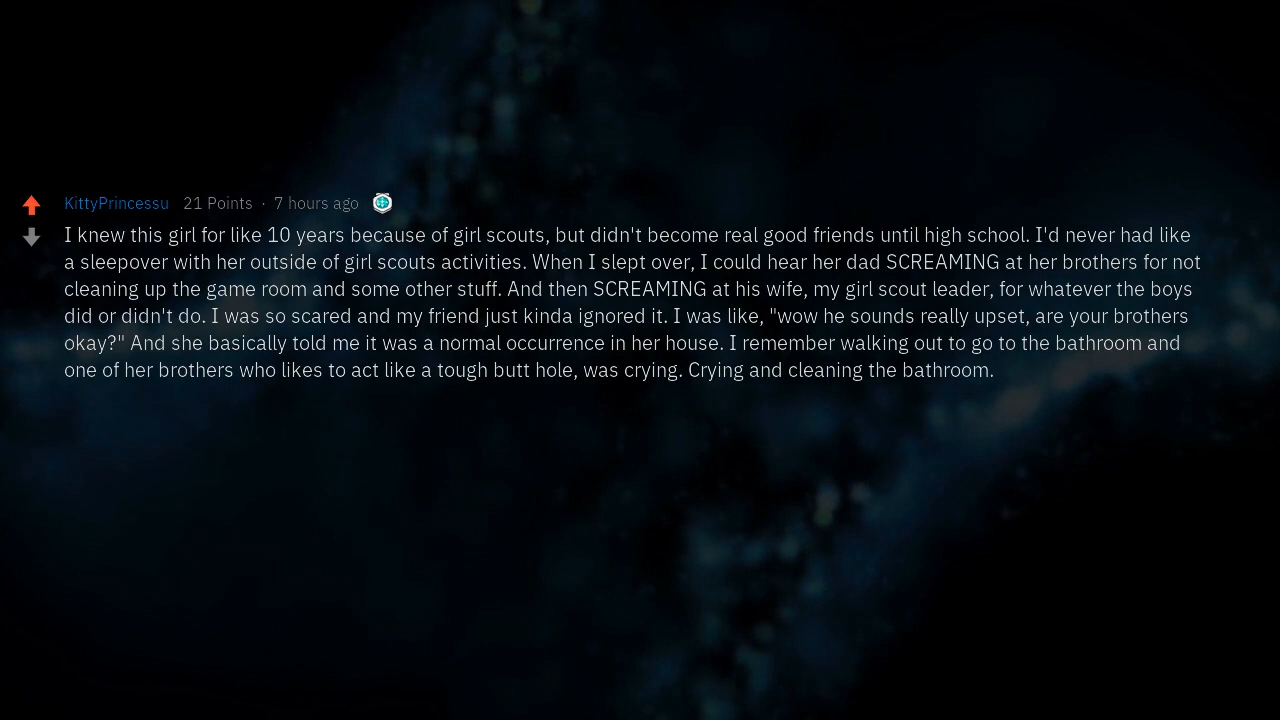 KittyPrincessu 21 Points · 7 hours ago
I knew this girl for like 10 years because of girl scouts, but didn't become real good friends until high school. I'd never had like
a sleepover with her outside of girl scouts activities. When I slept over, I could hear her dad SCREAMING at her brothers for not
cleaning up the game room and some other stuff. And then SCREAMING at his wife, my girl scout leader, for whatever the boys
did or didn't do. I was so scared and my friend just kinda ignored it. I was like, "wow he sounds really upset, are your brothers
okay?" And she basically told me it was a normal occurrence in her house. I remember walking out to go to the bathroom and
one of her brothers who likes to act like a tough butt hole, was crying. Crying and cleaning the bathroom.